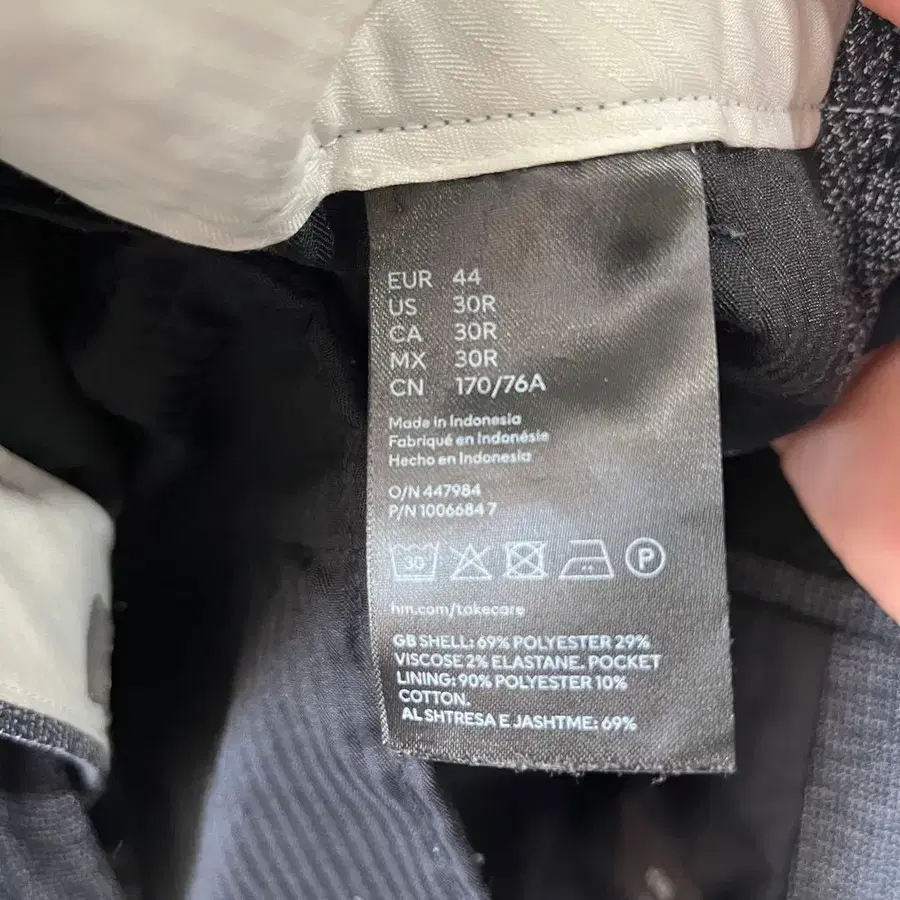 EUR 44
US 30R
CA 30R
MX 30R
CN 170/76A
Made in Indonesia
Fabriqué en Indonésie
Hecho en Indonesia
O/N 447984
P/N 1006684 7
30
P
hm.com/takecare
GB SHELL: 69% POLYESTER 29%
VISCOSE 2% ELASTANE. POCKET
LINING: 90% POLYESTER 10%
COTTON.
AL SHTRESA E JASHTME: 69%